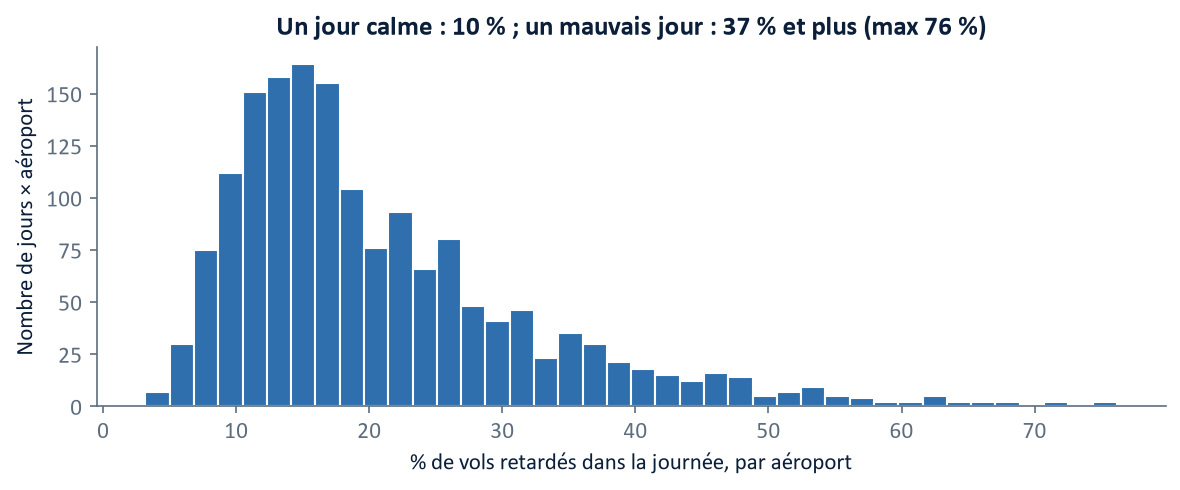 Un jour calme : 10 % ; un mauvais jour : 37 % et plus (max 76 %)
Nombre de jours × aéroport
150
125
100
75
50
25
0
0 10 20 30 40 50 60 70
% de vols retardés dans la journée, par aéroport